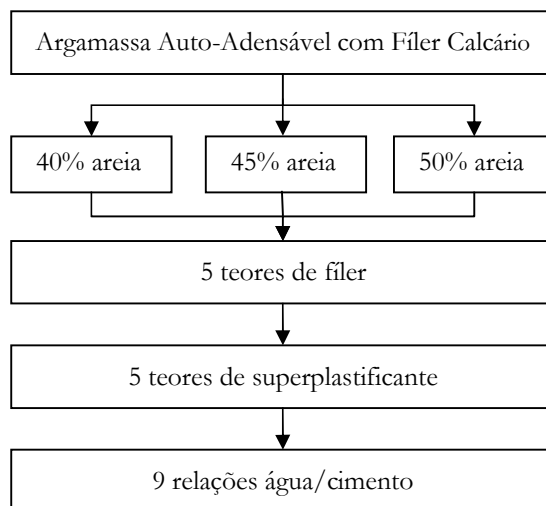 Argamassa Auto-Adensável com Fíler Calcário
40% areia
45% areia
50% areia
5 teores de fíler
5 teores de superplastificante
9 relações água/cimento